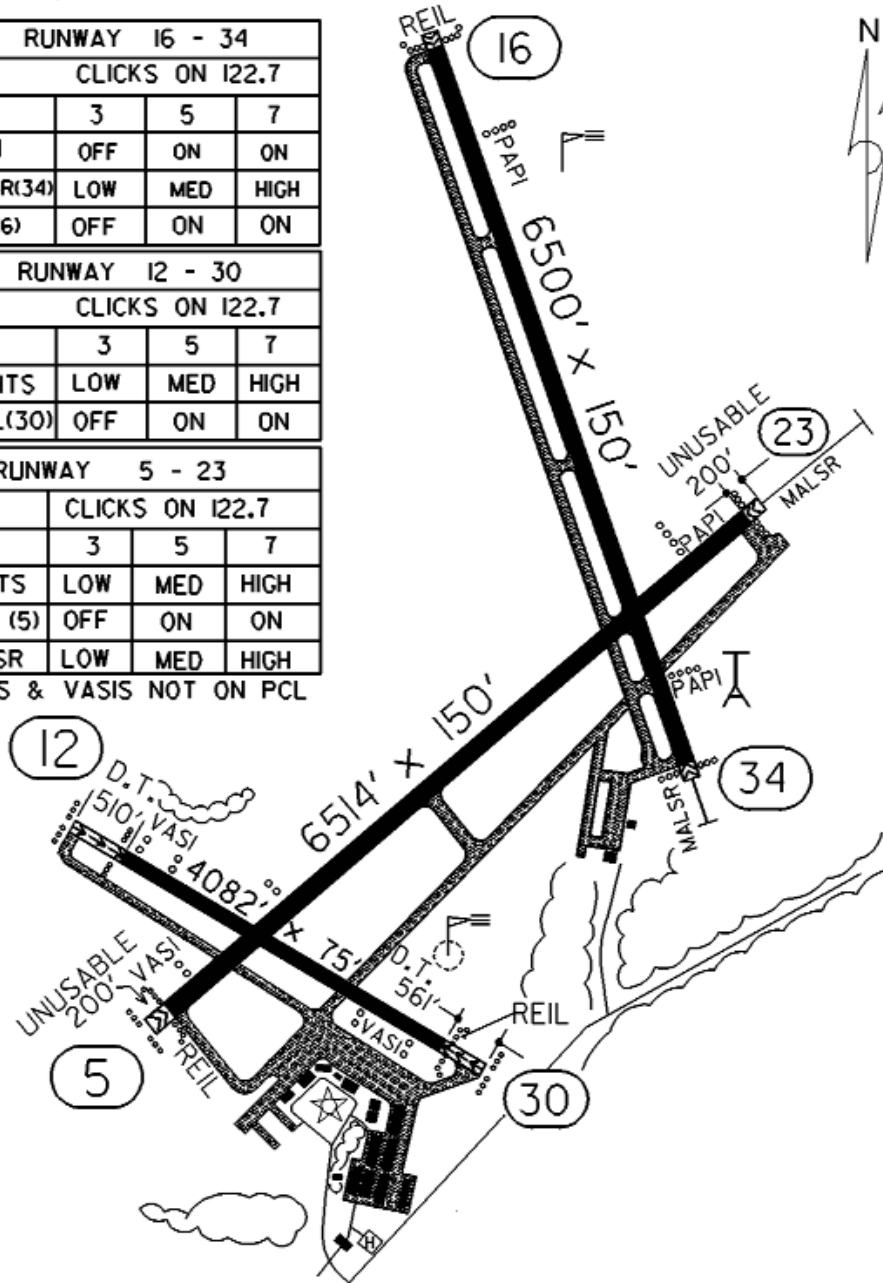 RUNWAY 16 - 34
CLICKS ON 122.7
3 5 7
OFF ON ON
R(34) LOW MED HIGH
6) OFF ON ON
RUNWAY 12 - 30
CLICKS ON 122.7
3 5 7
ITS LOW MED HIGH
L(30) OFF ON ON
RUNWAY 5 - 23
CLICKS ON 122.7
3 5 7
TS LOW MED HIGH
(5) OFF ON ON
SR LOW MED HIGH
S & VASIS NOT ON PCL
REIL
16
N
PAPI
6500' X 150'
UNUSABLE
200'
23
MALSR
PAPI
PAPI
34
MALSR
12
D.T.
510'
VASI
6514' X 150'
4082' X 75'
UNUSABLE
200'
VASI
5
REIL
D.T.
561'
VASI
REIL
30
H